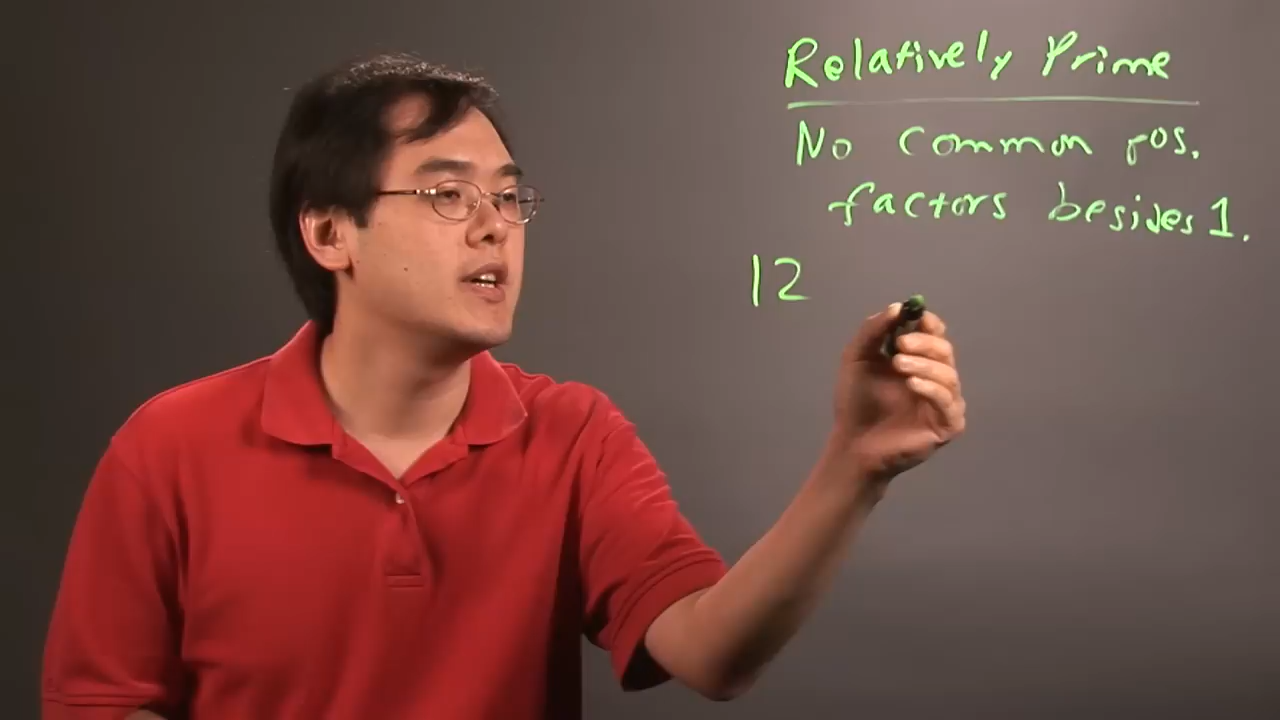 Relatively Prime
No common pos.
factors besides 1.
12